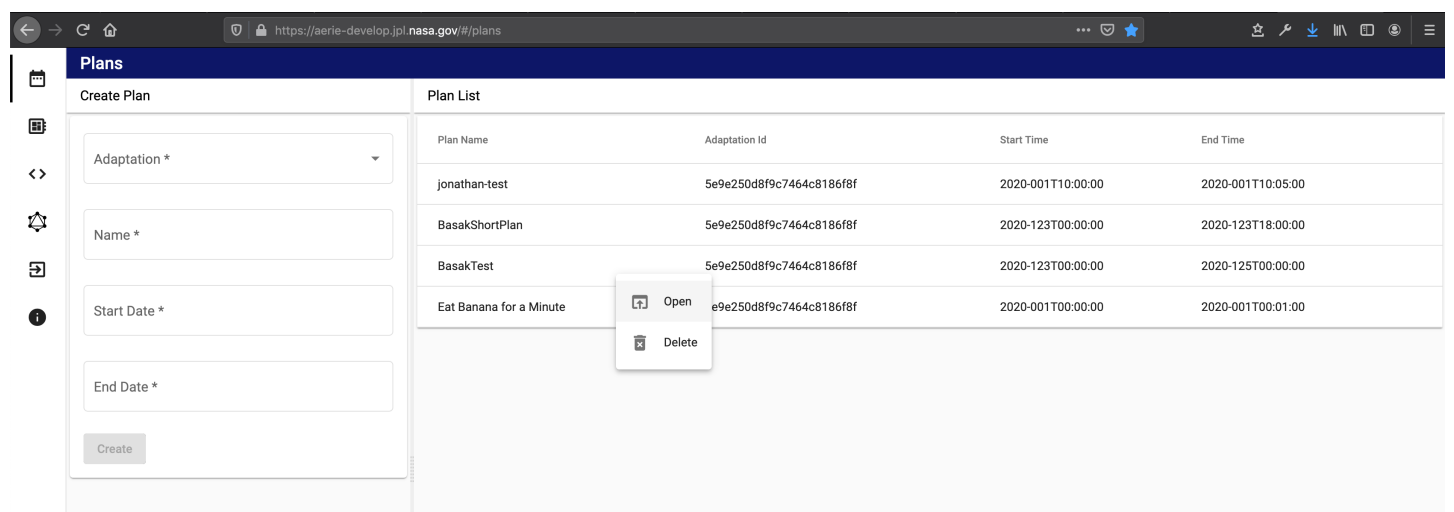 https://aerie-develop.jpl.nasa.gov/#/plans
Plans
Create Plan
Adaptation *
Name *
Start Date *
End Date *
Create
Plan List
Plan Name Adaptation Id Start Time End Time
jonathan-test 5e9e250d8f9c7464c8186f8f 2020-001T10:00:00 2020-001T10:05:00
BasakShortPlan 5e9e250d8f9c7464c8186f8f 2020-123T00:00:00 2020-123T18:00:00
BasakTest 5e9e250d8f9c7464c8186f8f 2020-123T00:00:00 2020-125T00:00:00
Eat Banana for a Minute e9e250d8f9c7464c8186f8f 2020-001T00:00:00 2020-001T00:01:00
Open
Delete